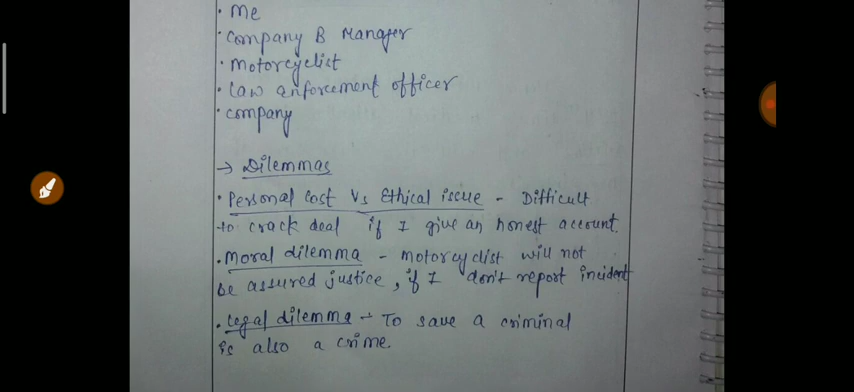 · Me
· Company B Manager
· Motorcyclist
· Law anforcement officer
· company
→ Dilemmas
· Personal Cost Vs Ethical issue - Difficult
to crack deal if I give an honest account.
· Moral dilemma - Motorcyclist will not
be assured justice, if I don't report incident
· Legal dilemma → To save a criminal
is also a crime.